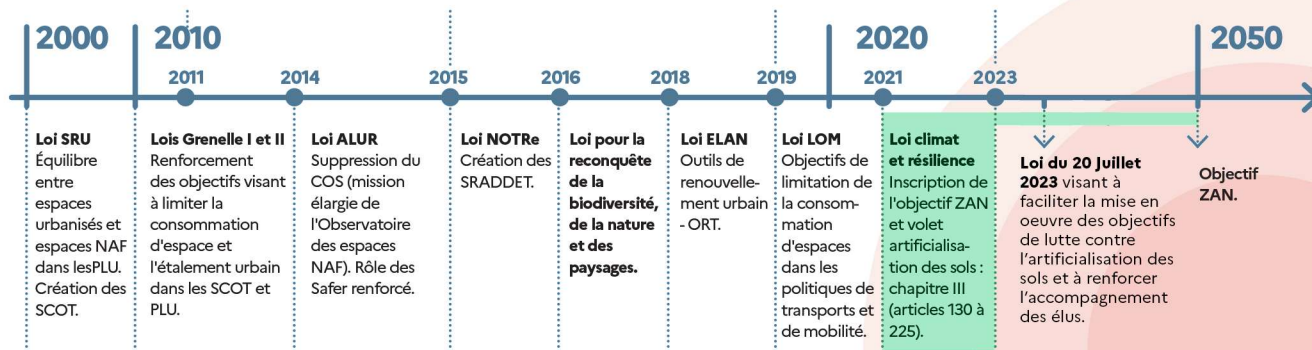 2000
2010
2020
2050
2011
2014
2015
2016
2018
2019
2021
2023
Loi SRU
Équilibre
entre
espaces
urbanisés et
espaces NAF
dans lesPLU.
Création des
SCOT.
Lois Grenelle I et II
Renforcement
des objectifs visant
à limiter la
consommation
d'espace et
l'étalement urbain
dans les SCOT et
PLU.
Loi ALUR
Suppression du
COS (mission
élargie de
l'Observatoire
des espaces
NAF). Rôle des
Safer renforcé.
Loi NOTRe
Création des
SRADDET.
Loi pour la
reconquête
de la
biodiversité,
de la nature
et des
paysages.
Loi ELAN
Outils de
renouvelle-
ment urbain
- ORT.
Loi LOM
Objectifs de
limitation de
la consom-
mation
d'espaces
dans les
politiques de
transports et
de mobilité.
Loi climat
et résilience
Inscription de
l'objectif ZAN
et volet
artificialisa-
tion des sols :
chapitre III
(articles 130 à
225).
Loi du 20 Juillet
2023 visant à
faciliter la mise en
oeuvre des objectifs
de lutte contre
l'artificialisation des
sols et à renforcer
l'accompagnement
des élus.
Objectif
ZAN.